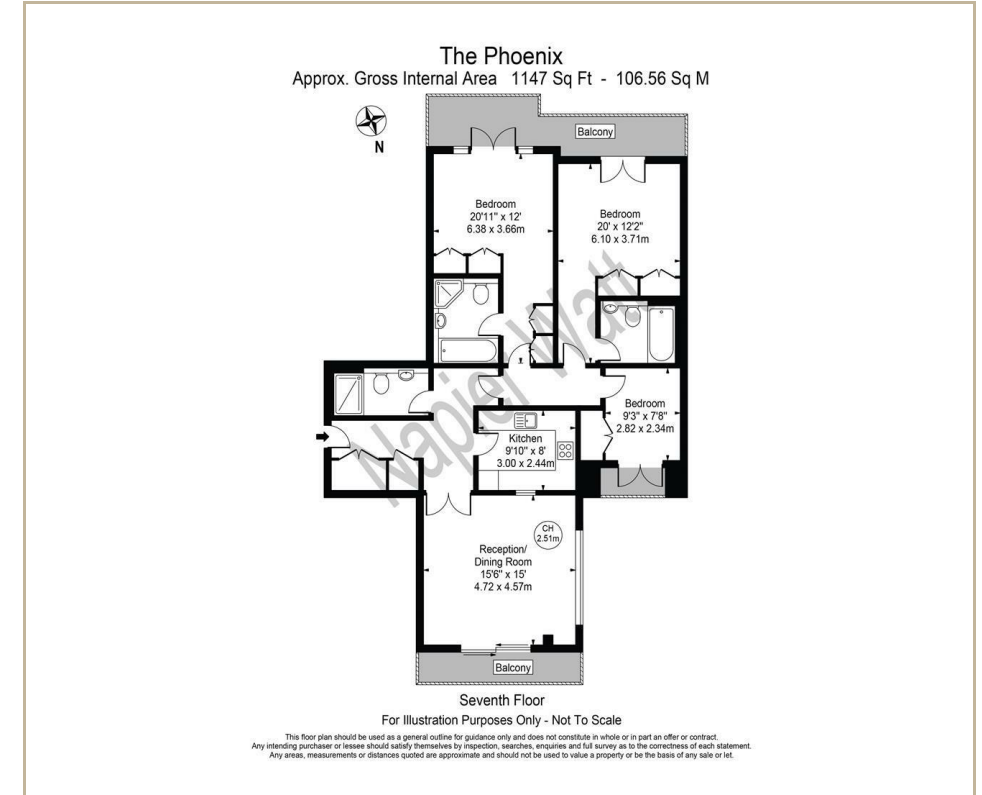 The Phoenix
Approx. Gross Internal Area 1147 Sq Ft - 106.56 Sq M
N
Balcony
Bedroom
20'11" x 12'
6.38 x 3.66m
Bedroom
20' x 12'2"
6.10 x 3.71m
Napier Watt
Bedroom
9'3" x 7'8"
2.82 x 2.34m
Kitchen
9'10" x 8'
3.00 x 2.44m
CH
2.51m
Reception/
Dining Room
15'6" x 15'
4.72 x 4.57m
Balcony
Seventh Floor
For Illustration Purposes Only - Not To Scale
This floor plan should be used as a general outline for guidance only and does not constitute in whole or in part an offer or contract.
Any intending purchaser or lessee should satisfy themselves by inspection, searches, enquiries and full survey as to the correctness of each statement.
Any areas, measurements or distances quoted are approximate and should not be used to value a property or be the basis of any sale or let.